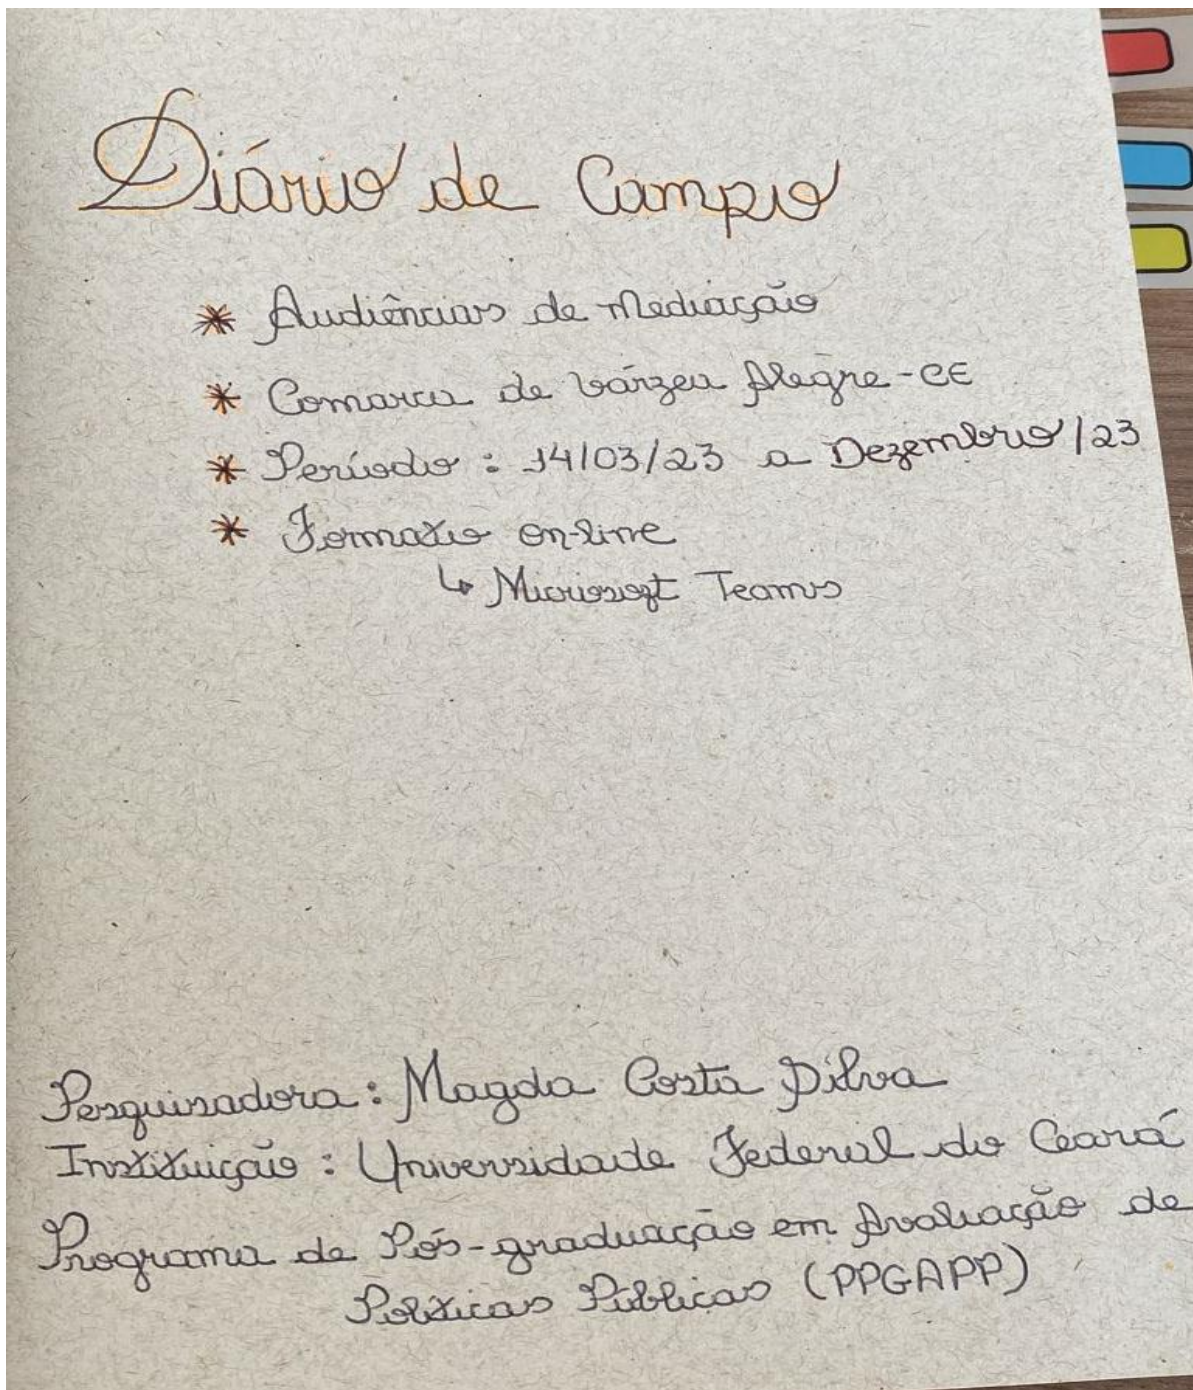 Diário de Campo
* Audiências de Mediação
* Comarca de Várzea Alegre-CE
* Período : 14/03/23 a Dezembro/23
* Formato on-line
↳ Microsoft Teams
Pesquisadora: Magda Costa Silva
Instituição : Universidade Federal do Ceará
Programa de Pós-graduação em Avaliação de
Políticas Públicas (PPGAPP)